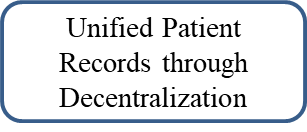 Unified Patient
Records through
Decentralization